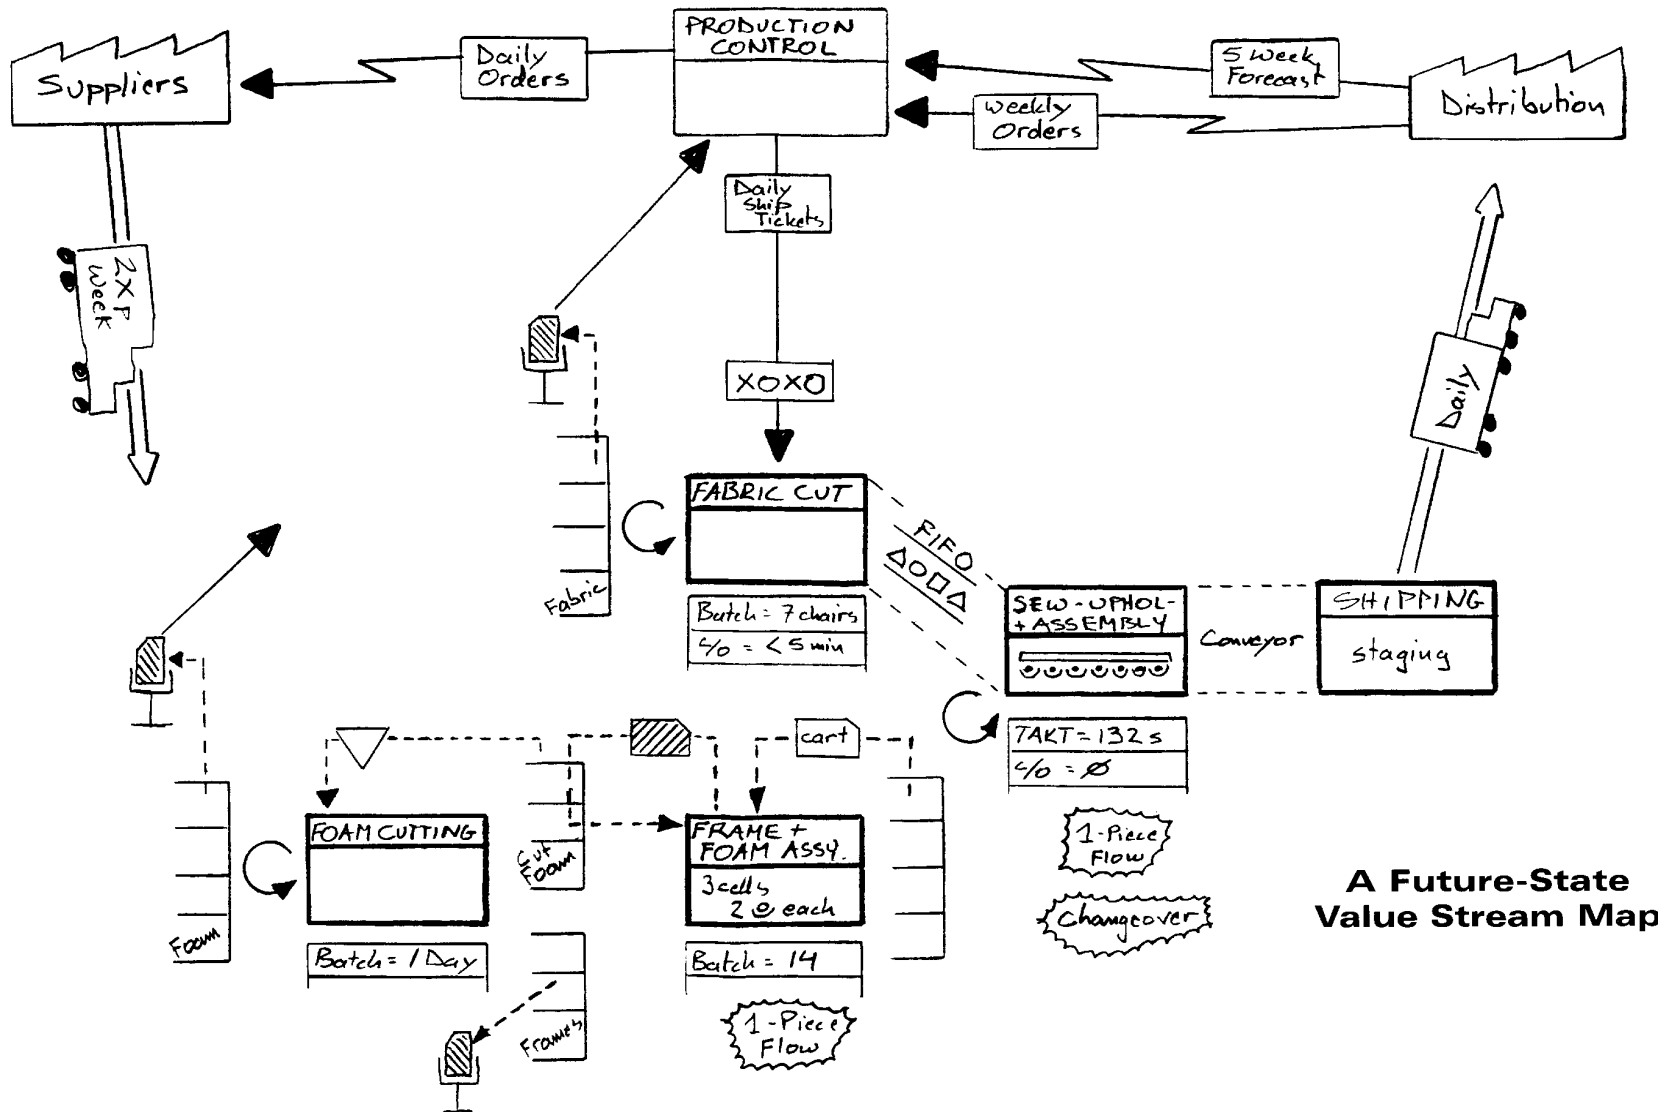 Suppliers
Daily
Orders
PRODUCTION
CONTROL
5 Week
Forecast
Weekly
Orders
Distribution
Daily
Ship
Tickets
2XP
Week
XOXO
Daily
FABRIC CUT
Batch = 7 chairs
c/o = < 5 min
Fabric
FIFO
SEW-UPHOL-
+ ASSEMBLY
Conveyor
SHIPPING
staging
TAKT = 132 s
c/o = Ø
1-Piece
Flow
Changeover
cart
FOAM CUTTING
Batch = 1 Day
Foam
Cut
Foam
FRAME +
FOAM ASSY.
3 cells
2 each
Batch = 14
1-Piece
Flow
Frames
A Future-State
Value Stream Map